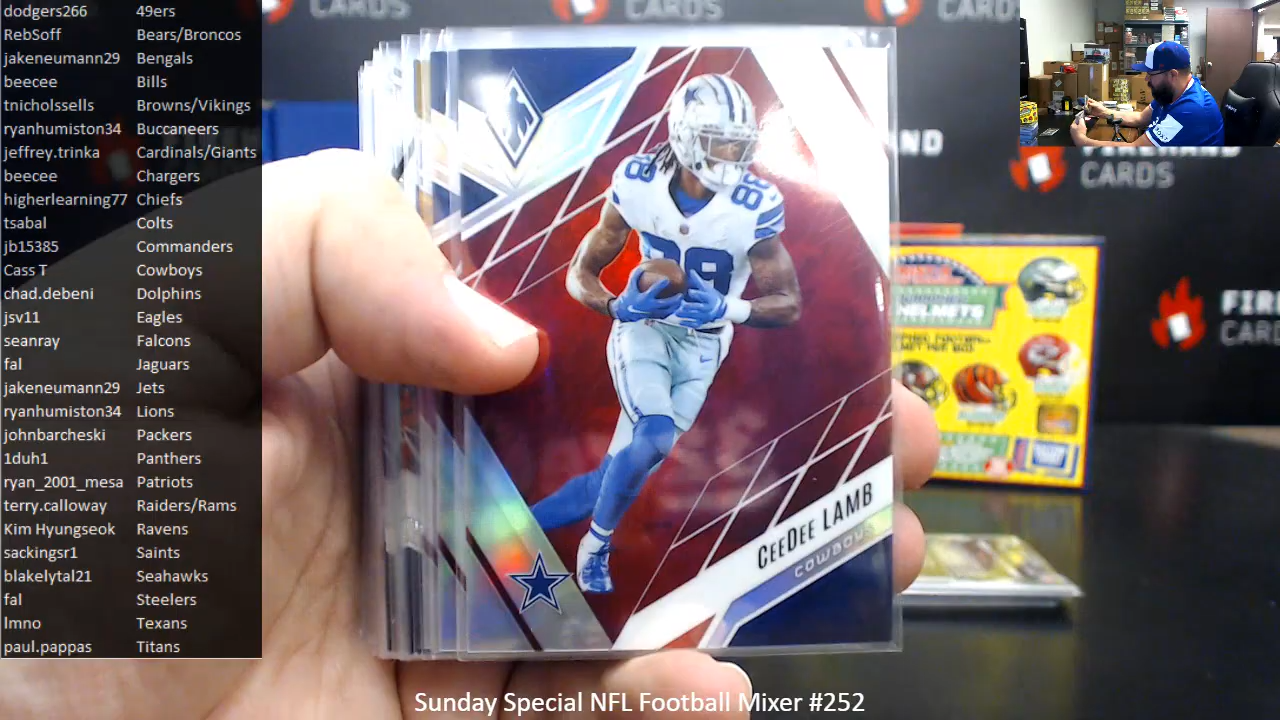 dodgers266 49ers
RebSoff Bears/Broncos
jakeneumann29 Bengals
beecee Bills
tnicholssells Browns/Vikings
ryanhumiston34 Buccaneers
jeffrey.trinka Cardinals/Giants
beecee Chargers
higherlearning77 Chiefs
tsabal Colts
jb15385 Commanders
Cass T Cowboys
chad.debeni Dolphins
jsv11 Eagles
seanray Falcons
fal Jaguars
jakeneumann29 Jets
ryanhumiston34 Lions
johnbarcheski Packers
1duh1 Panthers
ryan_2001_mesa Patriots
terry.calloway Raiders/Rams
Kim Hyungseok Ravens
sackingsr1 Saints
blakelytal21 Seahawks
fal Steelers
lmno Texans
paul.pappas Titans
CARDS
CARDS
CARDS
CARDS
88
88
88
CEEDEE LAMB
COWBOYS
HELMETS
Sunday Special NFL Football Mixer #252